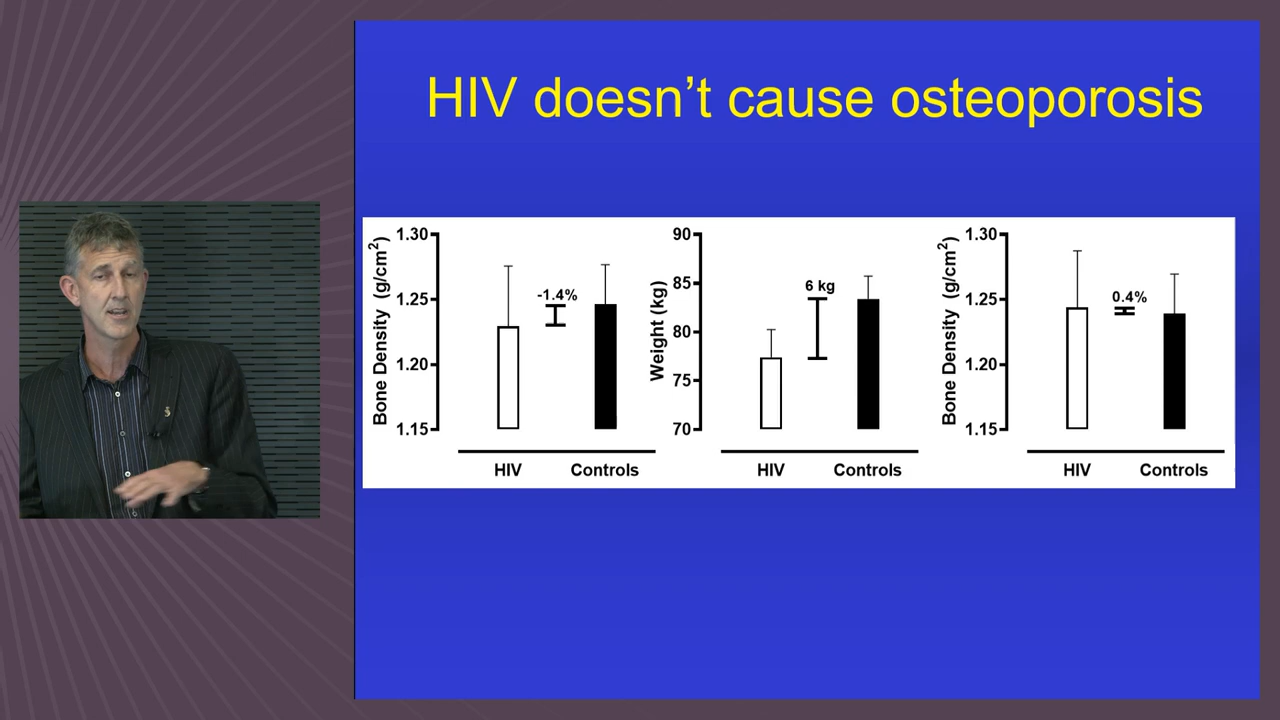 HIV doesn't cause osteoporosis
Bone Density (g/cm²)
1.30
1.25
1.20
1.15
-1.4%
HIV Controls
Weight (kg)
90
85
80
75
70
6 kg
HIV Controls
Bone Density (g/cm²)
1.30
1.25
1.20
1.15
0.4%
HIV Controls